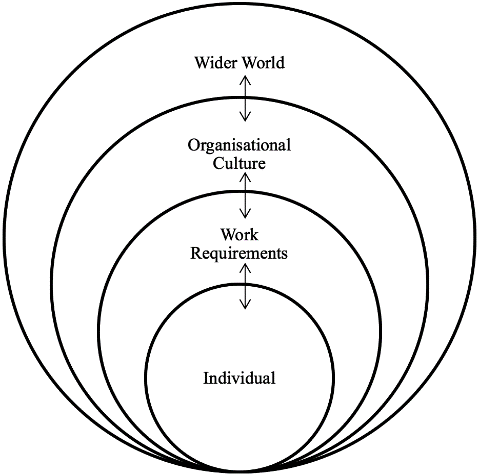 Wider World
Organisational
Culture
Work
Requirements
Individual